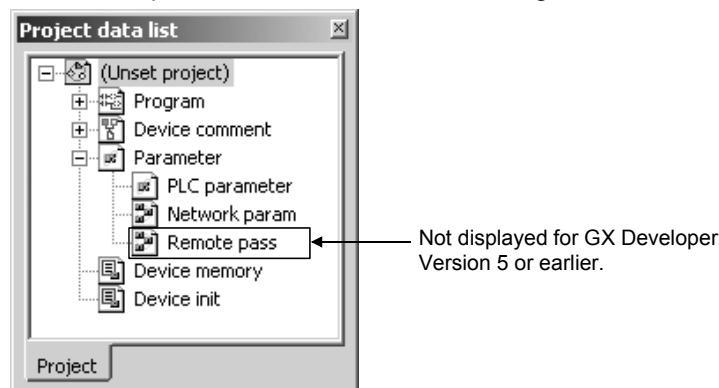 Project data list
(Unset project)
Program
Device comment
Parameter
PLC parameter
Network param
Remote pass
Not displayed for GX Developer
Version 5 or earlier.
Device memory
Device init
Project